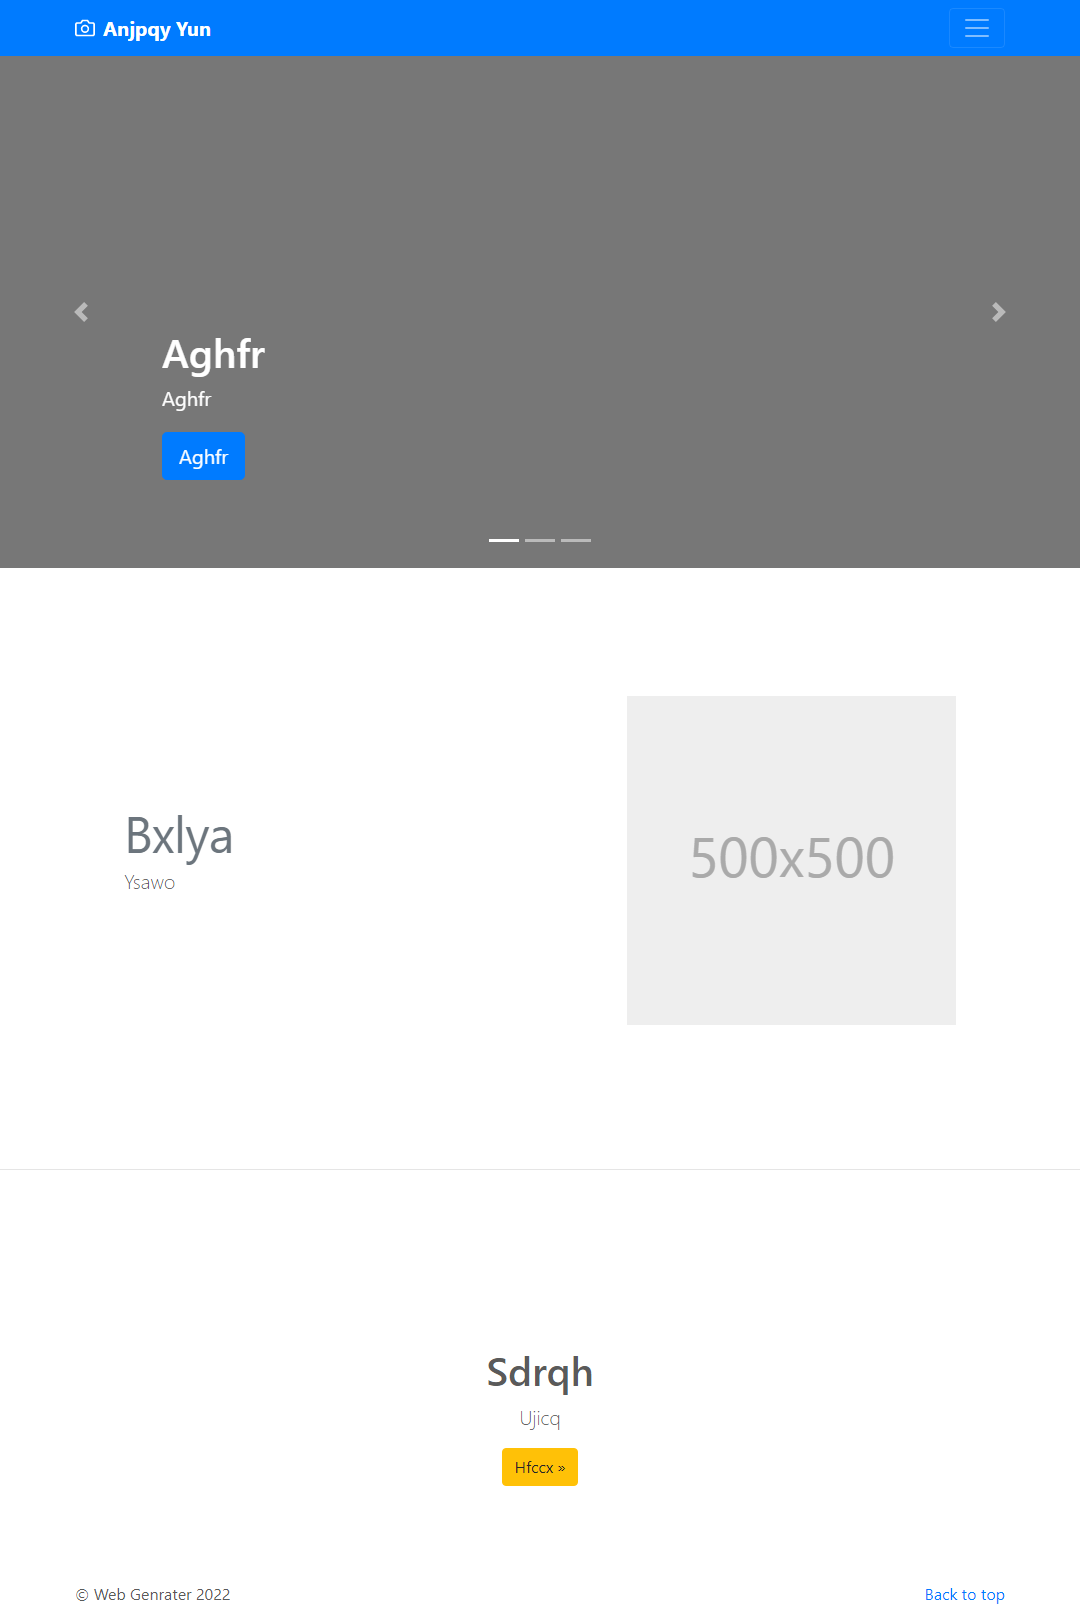 Anjpqy Yun
Aghfr
Aghfr
Aghfr
Bxlya
Ysawo
500x500
Sdrqh
Ujicq
Hfccx »
© Web Genrater 2022
Back to top